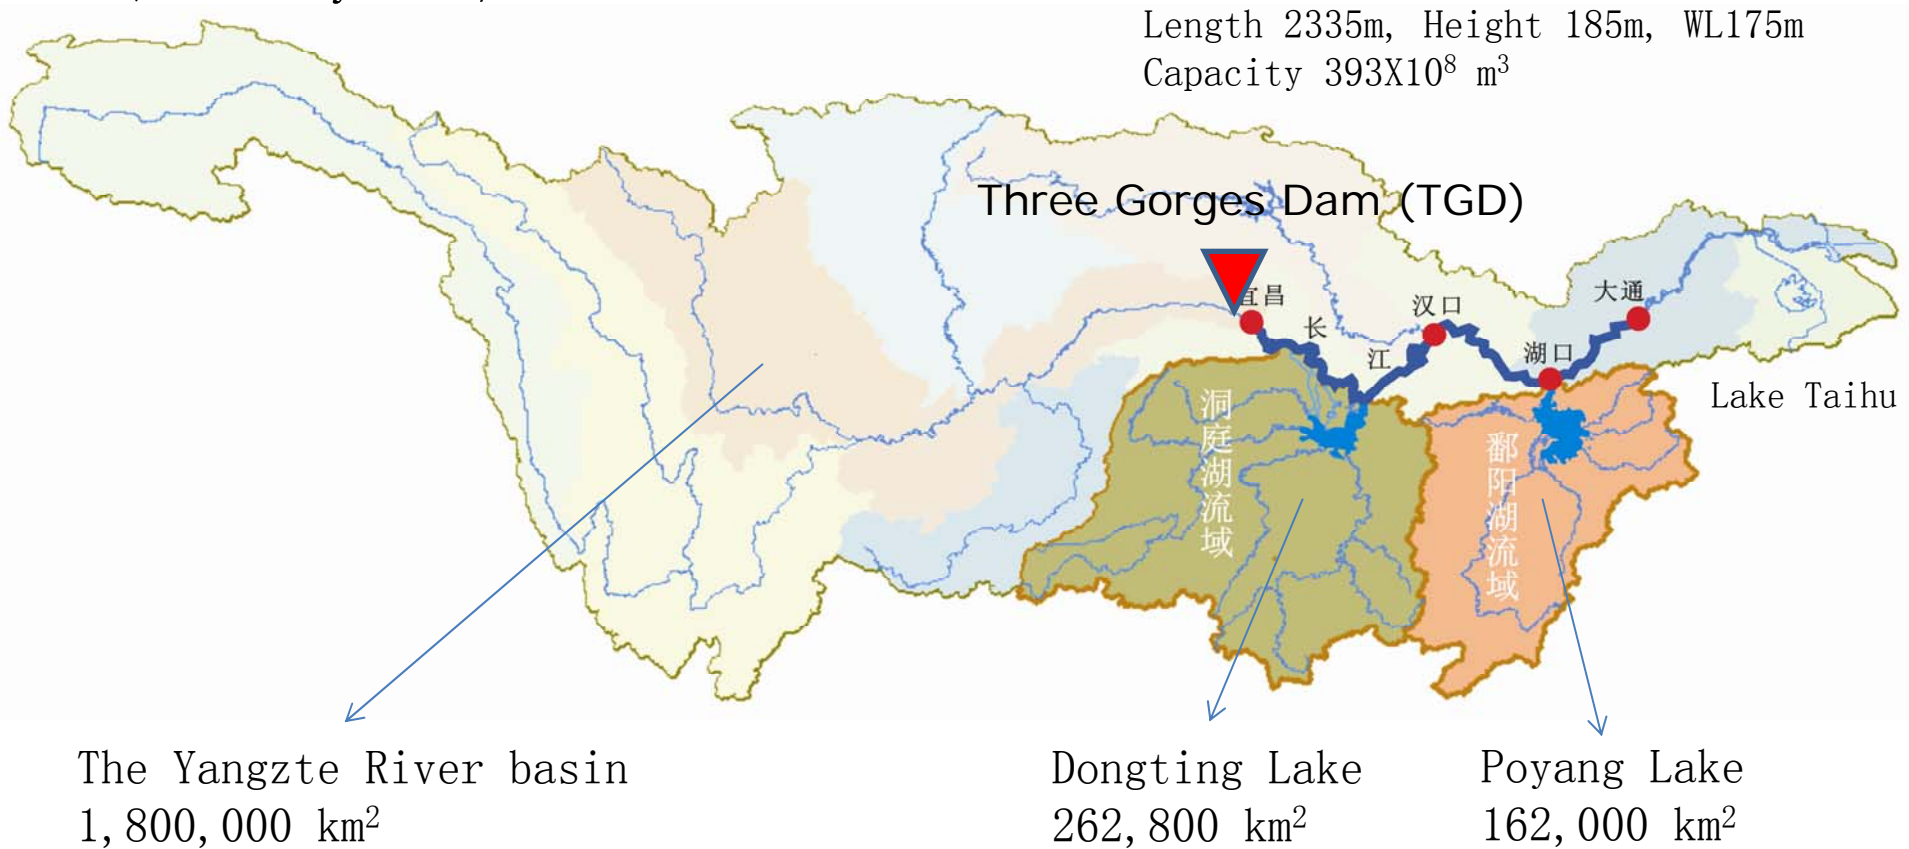 Length 2335m, Height 185m, WL175m
Capacity 393X10⁸ m³
Three Gorges Dam (TGD)
宜昌
长
江
汉口
湖口
大通
Lake Taihu
洞庭湖流域
鄱阳湖流域
The Yangzte River basin
1,800,000 km²
Dongting Lake
262,800 km²
Poyang Lake
162,000 km²